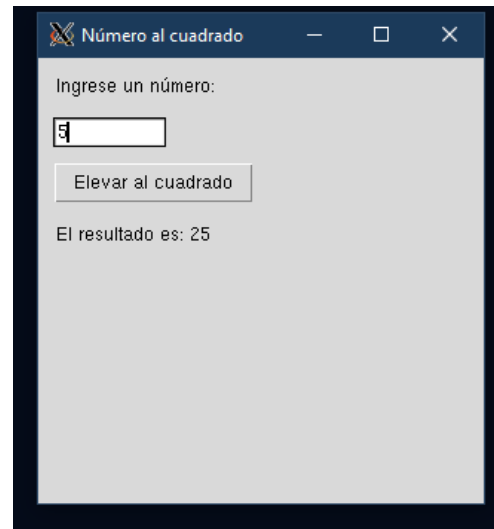 Número al cuadrado
Ingrese un número:
5
Elevar al cuadrado
El resultado es: 25